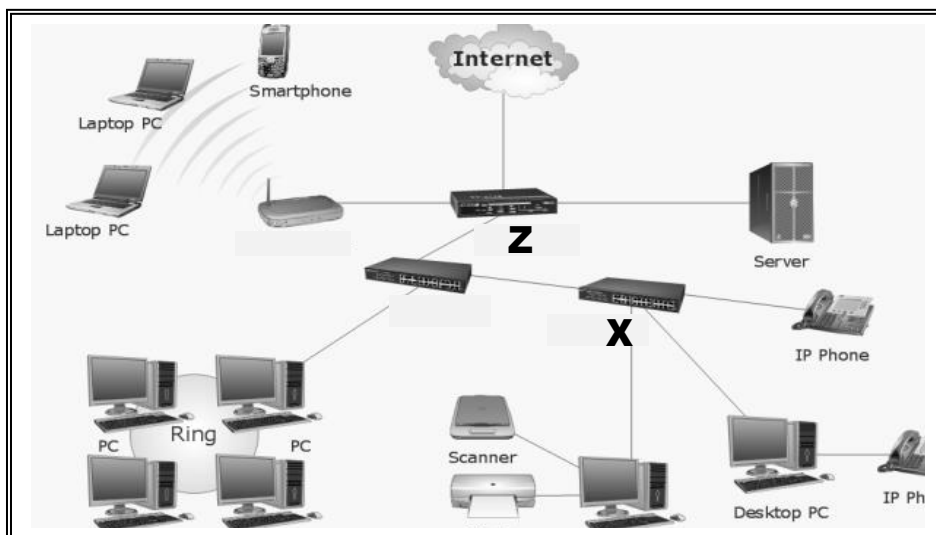 Internet
Smartphone
Laptop PC
Laptop PC
Z
Server
X
IP Phone
PC
Ring
PC
Scanner
Desktop PC
IP Ph